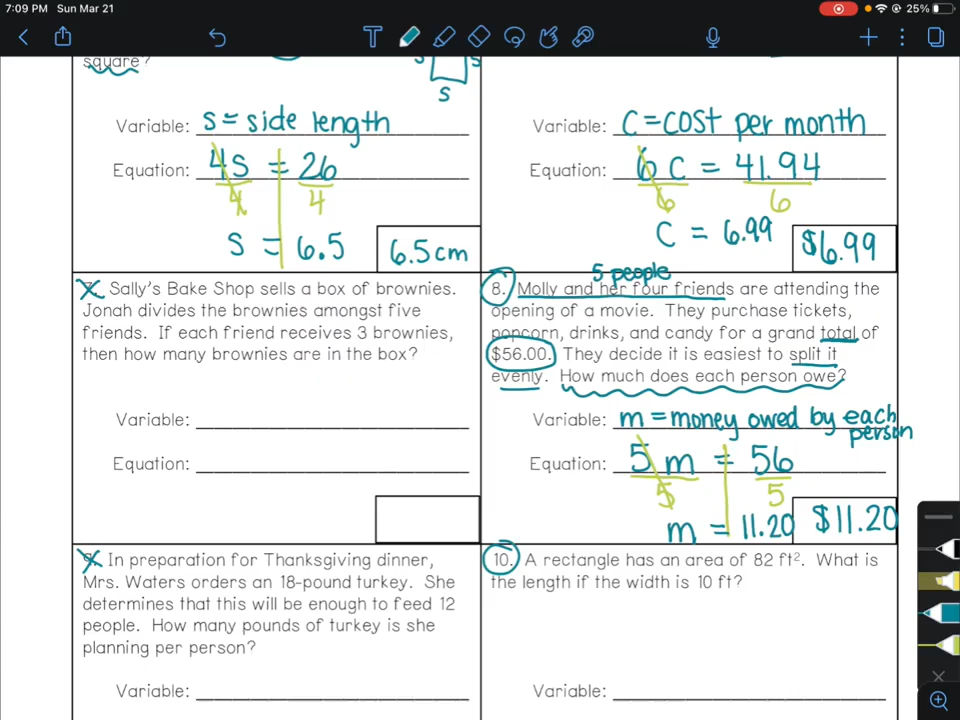 7:09 PM Sun Mar 21
25%
square?
s
s
s
Variable: s = side length
Equation: 4s = 26
4 4
s = 6.5
6.5cm
Variable: c = cost per month
Equation: 6 c = 41.94
6 6
c = 6.99
$6.99
7. Sally's Bake Shop sells a box of brownies.
Jonah divides the brownies amongst five
friends. If each friend receives 3 brownies,
then how many brownies are in the box?
Variable:
Equation:
5 people
8. Molly and her four friends are attending the
opening of a movie. They purchase tickets,
popcorn, drinks, and candy for a grand total of
$56.00. They decide it is easiest to split it
evenly. How much does each person owe?
Variable: m = money owed by each
person
Equation: 5 m = 56
5 5
m = 11.20
$11.20
9. In preparation for Thanksgiving dinner,
Mrs. Waters orders an 18-pound turkey. She
determines that this will be enough to feed 12
people. How many pounds of turkey is she
planning per person?
Variable:
10. A rectangle has an area of 82 ft². What is
the length if the width is 10 ft?
Variable: